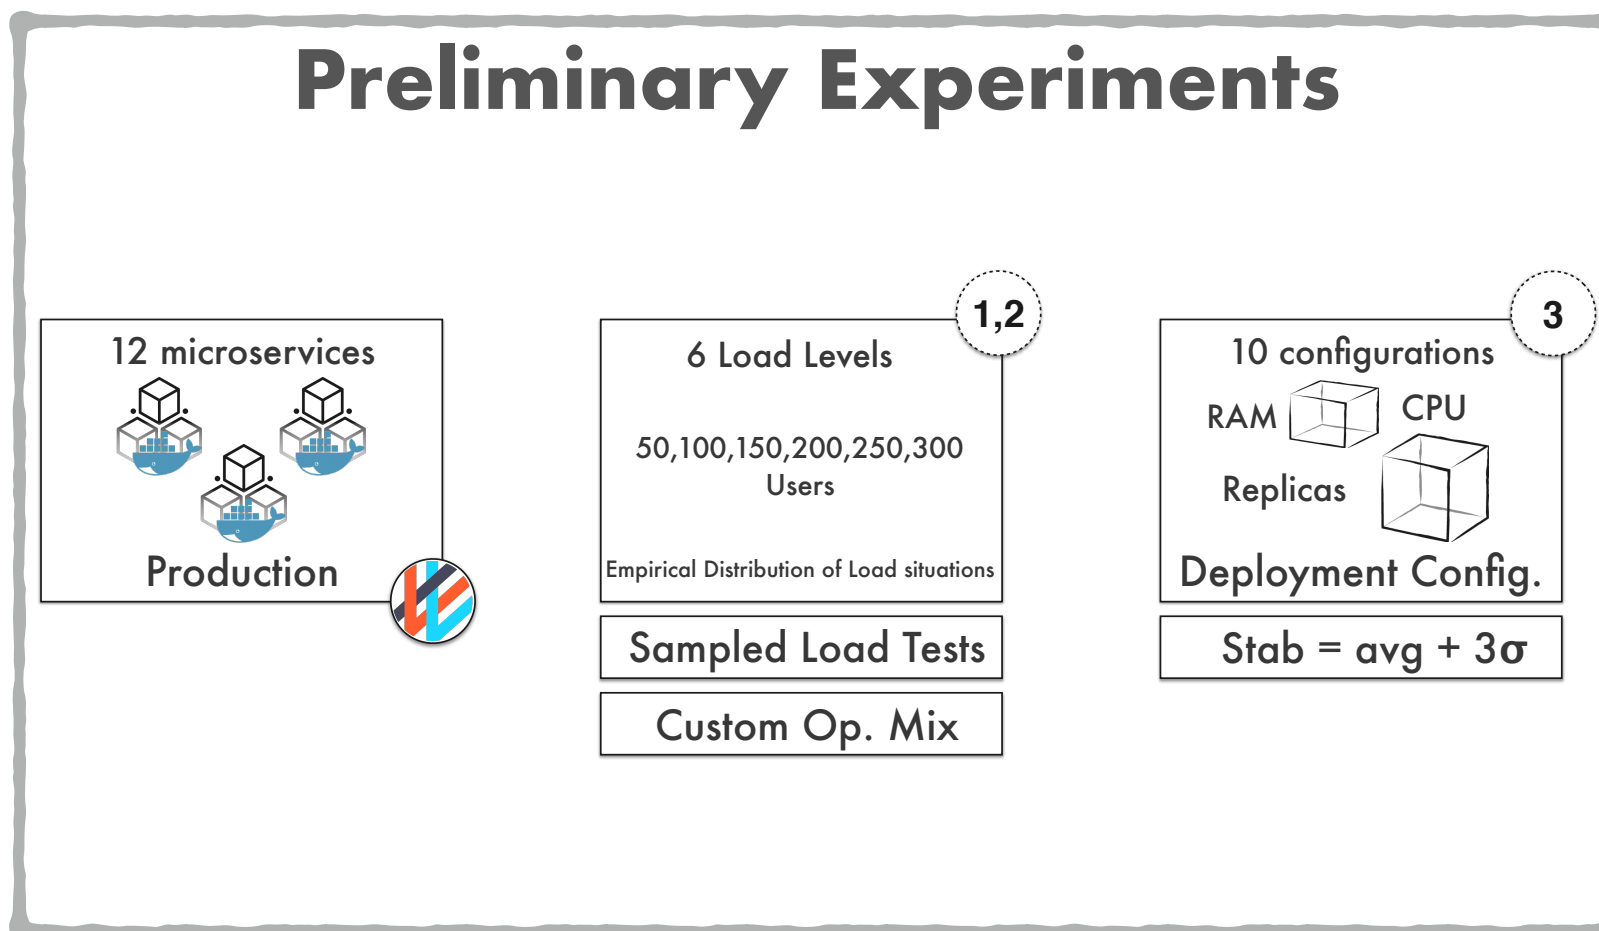 Preliminary Experiments
12 microservices
Production
1,2
6 Load Levels
50,100,150,200,250,300
Users
Empirical Distribution of Load situations
Sampled Load Tests
Custom Op. Mix
3
10 configurations
RAM
CPU
Replicas
Deployment Config.
Stab = avg + 3σ